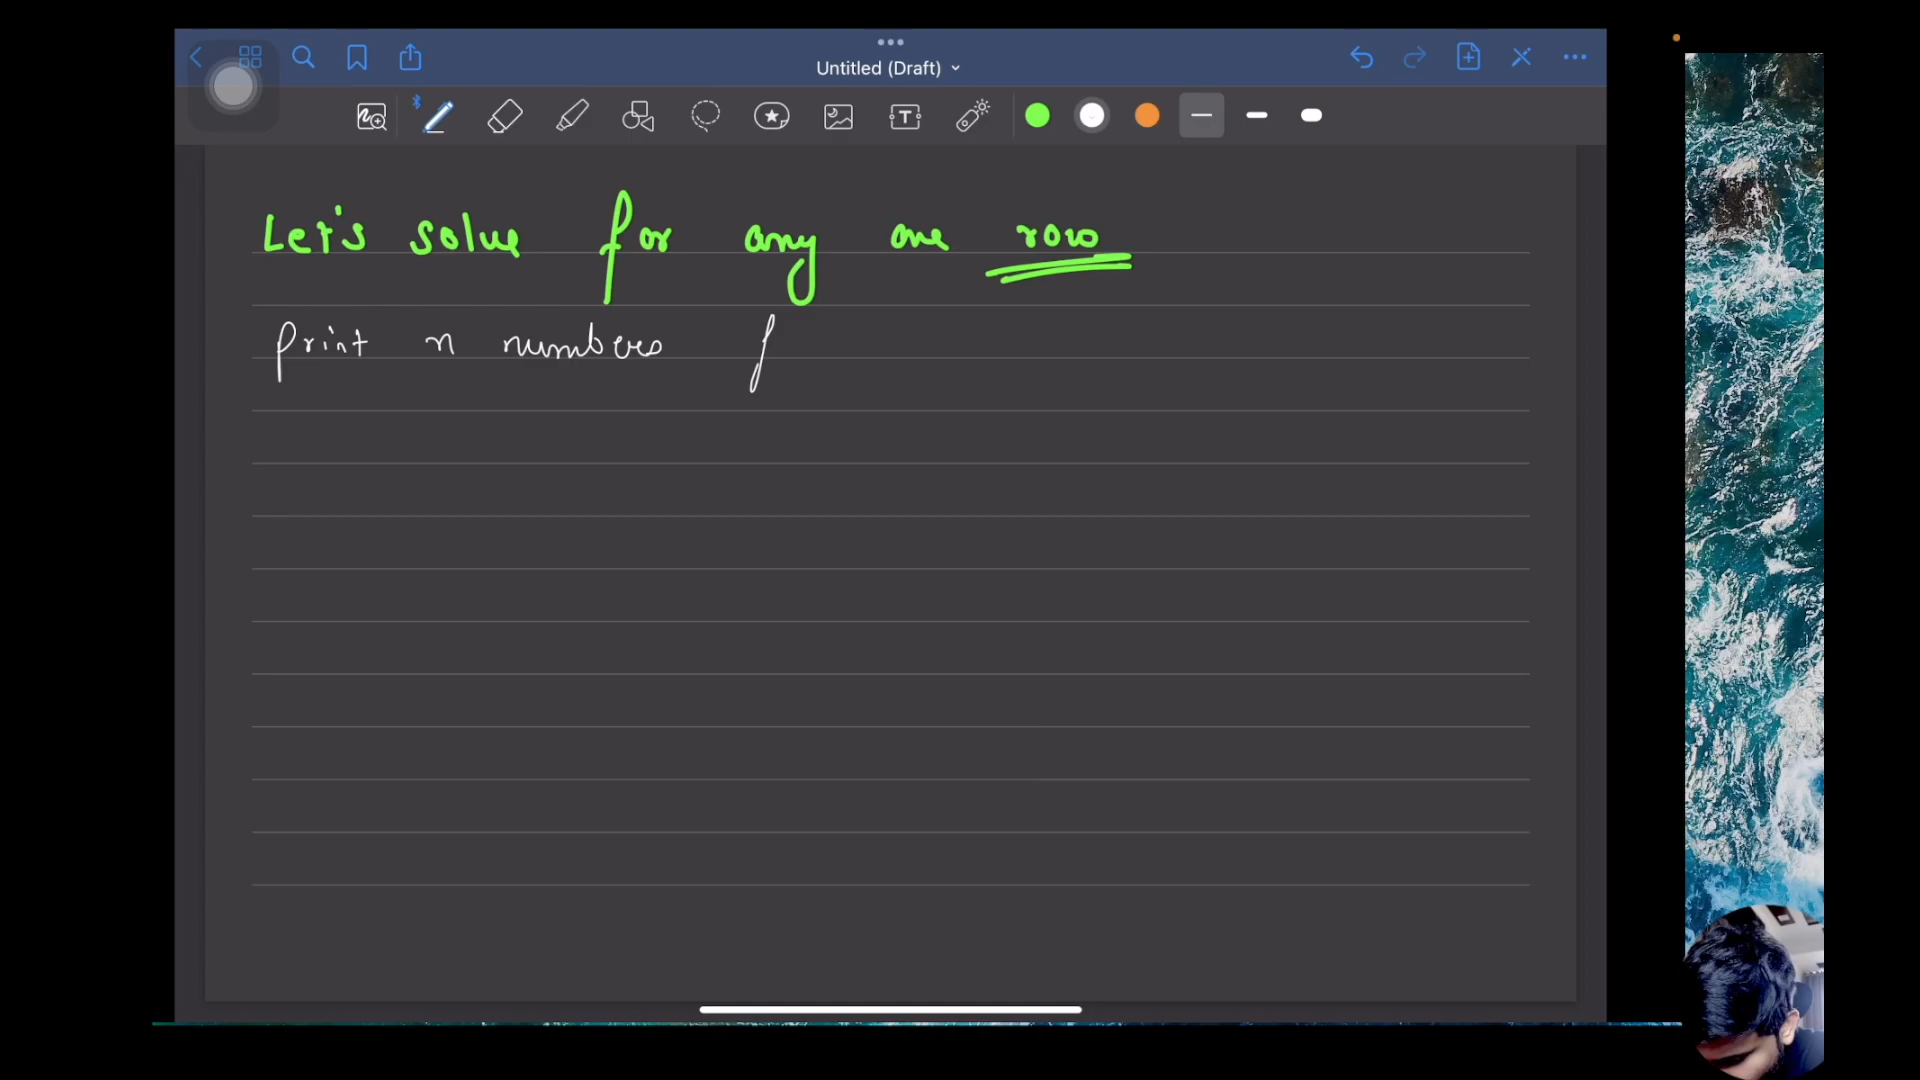 Untitled (Draft)
T
Let's solve for any one row
Print n numbers f